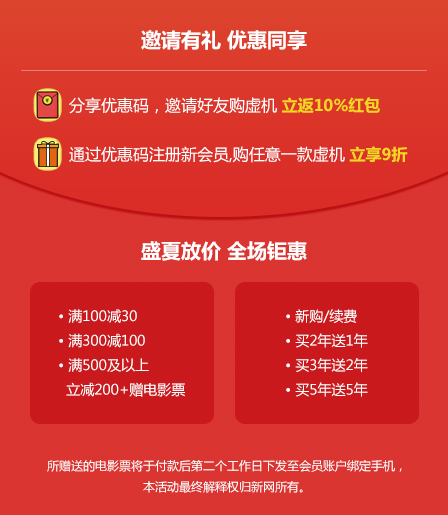 邀请有礼 优惠同享
分享优惠码，邀请好友购虚机 立返10%红包
通过优惠码注册新会员,购任意一款虚机 立享9折
盛夏放价 全场钜惠
• 满100减30
• 满300减100
• 满500及以上
立减200+赠电影票
• 新购/续费
• 买2年送1年
• 买3年送2年
• 买5年送5年
所赠送的电影票将于付款后第二个工作日下发至会员账户绑定手机，
本活动最终解释权归新网所有。